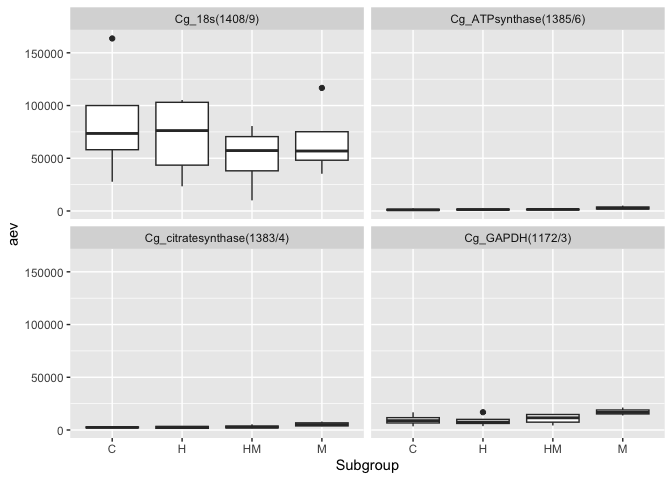 Cg_18s(1408/9)
Cg_ATPsynthase(1385/6)
150000
100000
50000
0
aev
Cg_citratesynthase(1383/4)
Cg_GAPDH(1172/3)
150000
100000
50000
0
C H HM M
C H HM M
Subgroup